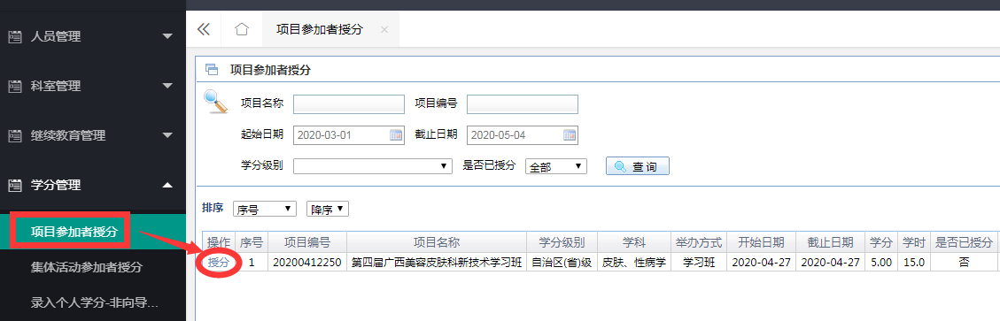 人员管理
科室管理
继续教育管理
学分管理
项目参加者授分
集体活动参加者授分
录入个人学分-非向导...
项目参加者授分 ×
项目参加者授分
项目名称 项目编号
起始日期 2020-03-01 截止日期 2020-05-04
学分级别 是否已授分 全部 查 询
排序 序号 降序
操作 序号 项目编号 项目名称 学分级别 学科 举办方式 开始日期 截止日期 学分 学时 是否已授分
授分 1 20200412250 第四届广西美容皮肤科新技术学习班 自治区(省)级 皮肤、性病学 学习班 2020-04-27 2020-04-27 5.00 15.0 否